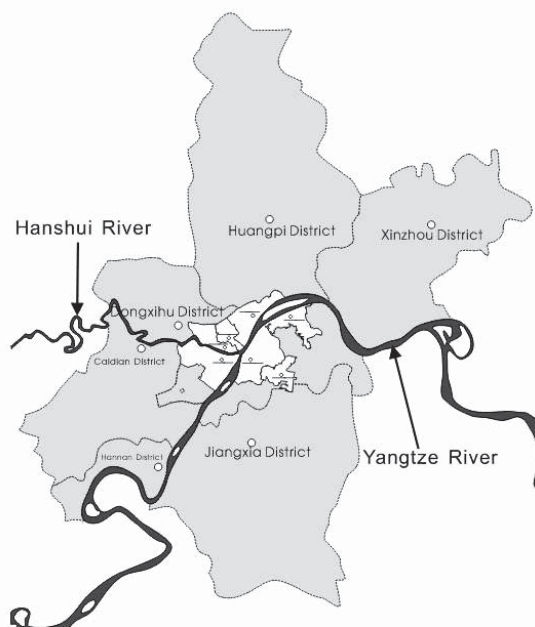 Huangpi District
Xinzhou District
Hanshui River
Dongxihu District
Caidian District
Hannan District
Jiangxia District
Yangtze River